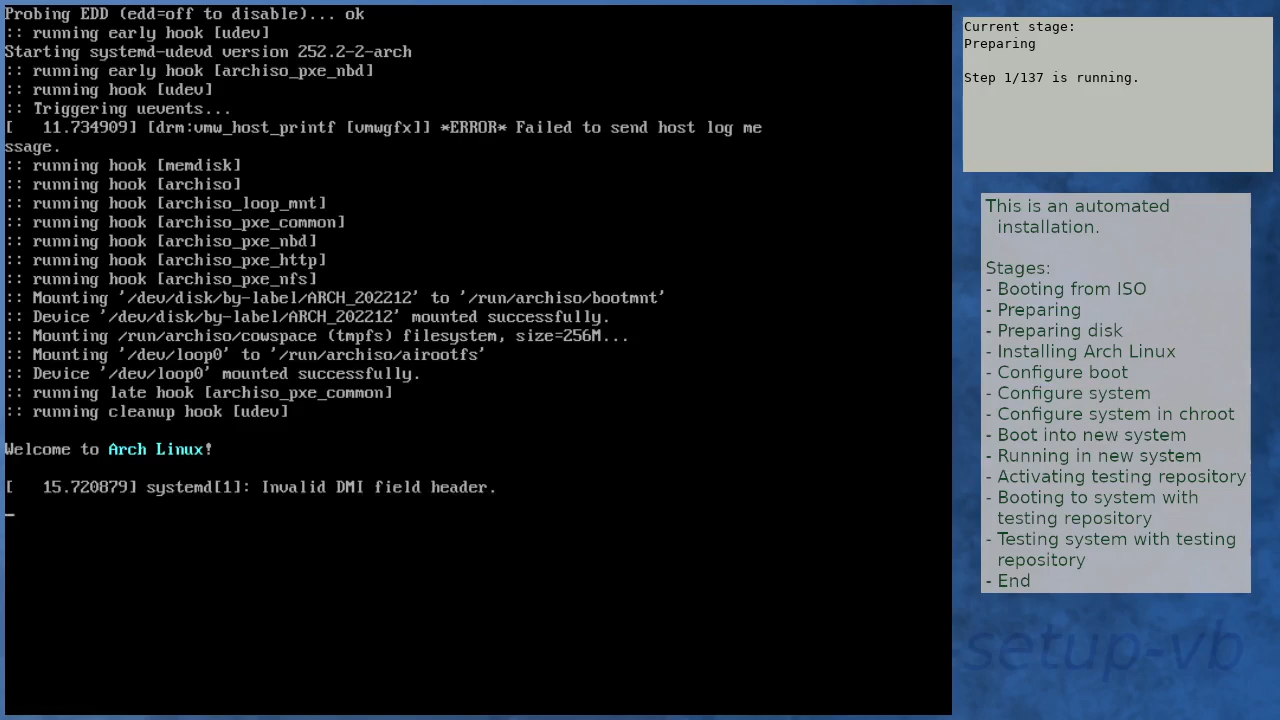 Probing EDD (edd=off to disable)... ok
:: running early hook [udev]
Starting systemd-udevd version 252.2-2-arch
:: running early hook [archiso_pxe_nbd]
:: running hook [udev]
:: Triggering uevents...
[   11.734909] [drm:vmw_host_printf [vmwgfx]] *ERROR* Failed to send host log me
ssage.
:: running hook [memdisk]
:: running hook [archiso]
:: running hook [archiso_loop_mnt]
:: running hook [archiso_pxe_common]
:: running hook [archiso_pxe_nbd]
:: running hook [archiso_pxe_http]
:: running hook [archiso_pxe_nfs]
:: Mounting '/dev/disk/by-label/ARCH_202212' to '/run/archiso/bootmnt'
:: Device '/dev/disk/by-label/ARCH_202212' mounted successfully.
:: Mounting /run/archiso/cowspace (tmpfs) filesystem, size=256M...
:: Mounting '/dev/loop0' to '/run/archiso/airootfs'
:: Device '/dev/loop0' mounted successfully.
:: running late hook [archiso_pxe_common]
:: running cleanup hook [udev]
Welcome to Arch Linux!
[   15.720879] systemd[1]: Invalid DMI field header.
_
Current stage:
Preparing
Step 1/137 is running.
This is an automated
installation.
Stages:
- Booting from ISO
- Preparing
- Preparing disk
- Installing Arch Linux
- Configure boot
- Configure system
- Configure system in chroot
- Boot into new system
- Running in new system
- Activating testing repository
- Booting to system with
testing repository
- Testing system with testing
repository
- End
setup-vb